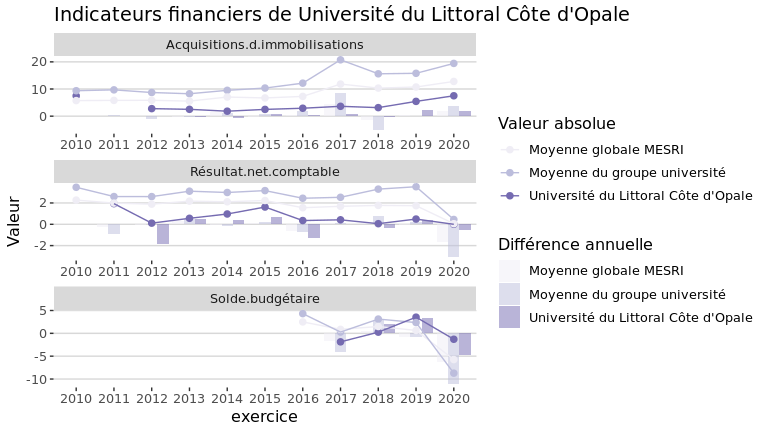 Indicateurs financiers de Université du Littoral Côte d'Opale
Acquisitions.d.immobilisations
20
10
0
2010 2011 2012 2013 2014 2015 2016 2017 2018 2019 2020
Résultat.net.comptable
2
0
-2
2010 2011 2012 2013 2014 2015 2016 2017 2018 2019 2020
Solde.budgétaire
5
0
-5
-10
2010 2011 2012 2013 2014 2015 2016 2017 2018 2019 2020
exercice
Valeur
Valeur absolue
Moyenne globale MESRI
Moyenne du groupe université
Université du Littoral Côte d'Opale
Différence annuelle
Moyenne globale MESRI
Moyenne du groupe université
Université du Littoral Côte d'Opale